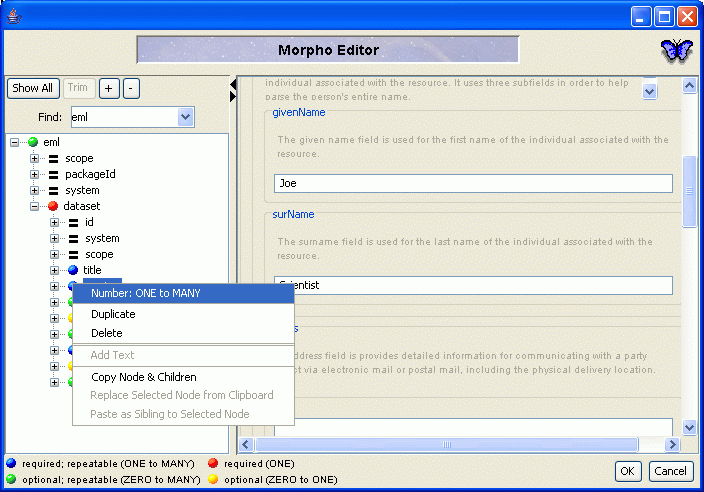 Morpho Editor
Show All
Trim
+
-
Find:
eml
eml
scope
packageId
system
dataset
id
system
scope
title
Number: ONE to MANY
Duplicate
Delete
Add Text
Copy Node & Children
Replace Selected Node from Clipboard
Paste as Sibling to Selected Node
individual associated with the resource. It uses three subfields in order to help
parse the person's entire name.
givenName
The given name field is used for the first name of the individual associated with the
resource.
Joe
surName
The surname field is used for the last name of the individual associated with the
resource.
Scientist
address field is provides detailed information for communicating with a party
via electronic mail or postal mail, including the physical delivery location.
required; repeatable (ONE to MANY)
required (ONE)
optional; repeatable (ZERO to MANY)
optional (ZERO to ONE)
OK
Cancel